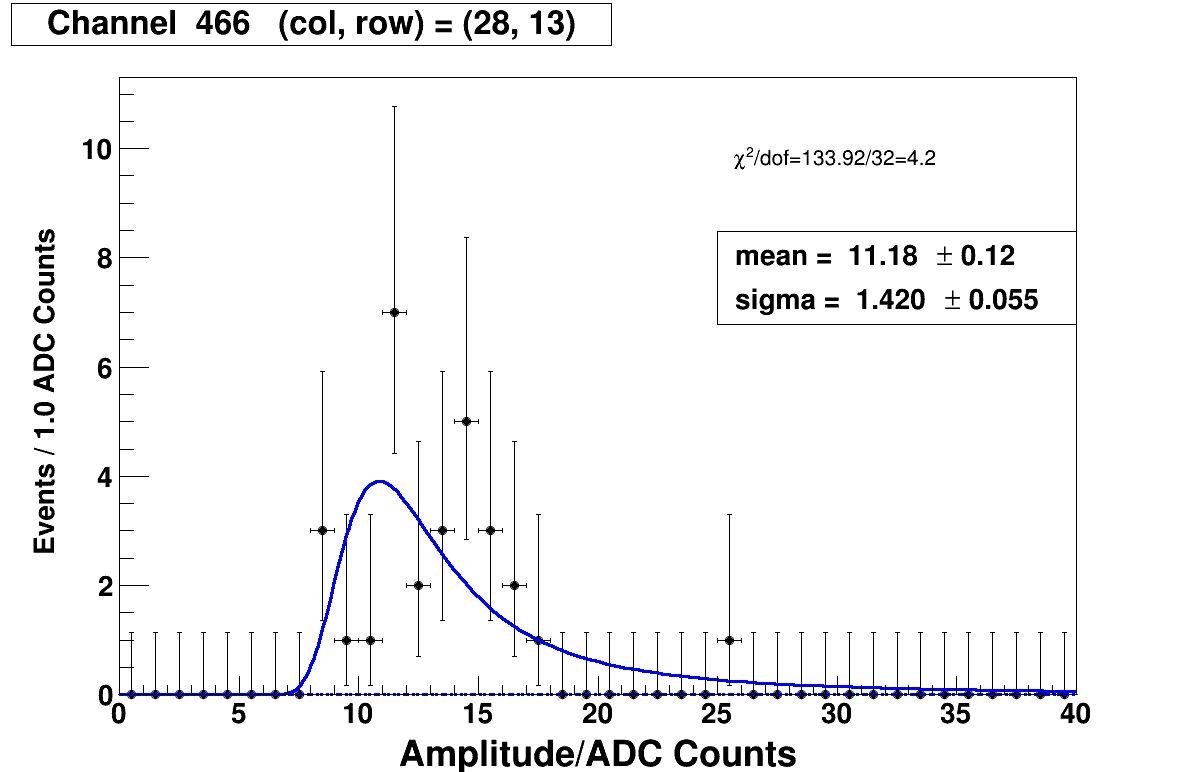 Channel 466 (col, row) = (28, 13)
χ²/dof=133.92/32=4.2
mean = 11.18 ± 0.12
sigma = 1.420 ± 0.055
Events / 1.0 ADC Counts
10
8
6
4
2
0
0 5 10 15 20 25 30 35 40
Amplitude/ADC Counts